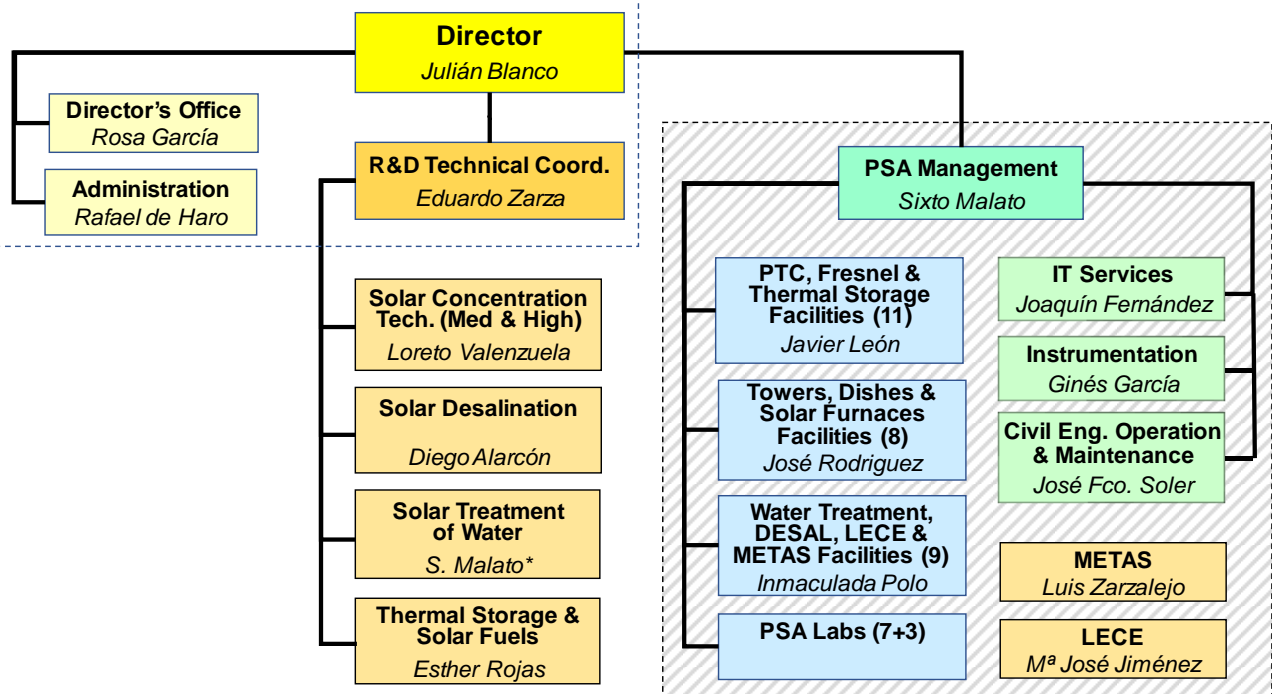 Director
Julián Blanco
Director’s Office
Rosa García
Administration
Rafael de Haro
R&D Technical Coord.
Eduardo Zarza
Solar Concentration
Tech. (Med & High)
Loreto Valenzuela
Solar Desalination
Diego Alarcón
Solar Treatment
of Water
S. Malato*
Thermal Storage &
Solar Fuels
Esther Rojas
PSA Management
Sixto Malato
PTC, Fresnel &
Thermal Storage
Facilities (11)
Javier León
Towers, Dishes &
Solar Furnaces
Facilities (8)
José Rodriguez
Water Treatment,
DESAL, LECE &
METAS Facilities (9)
Inmaculada Polo
PSA Labs (7+3)
IT Services
Joaquín Fernández
Instrumentation
Ginés García
Civil Eng. Operation
& Maintenance
José Fco. Soler
METAS
Luis Zarzalejo
LECE
Mª José Jiménez